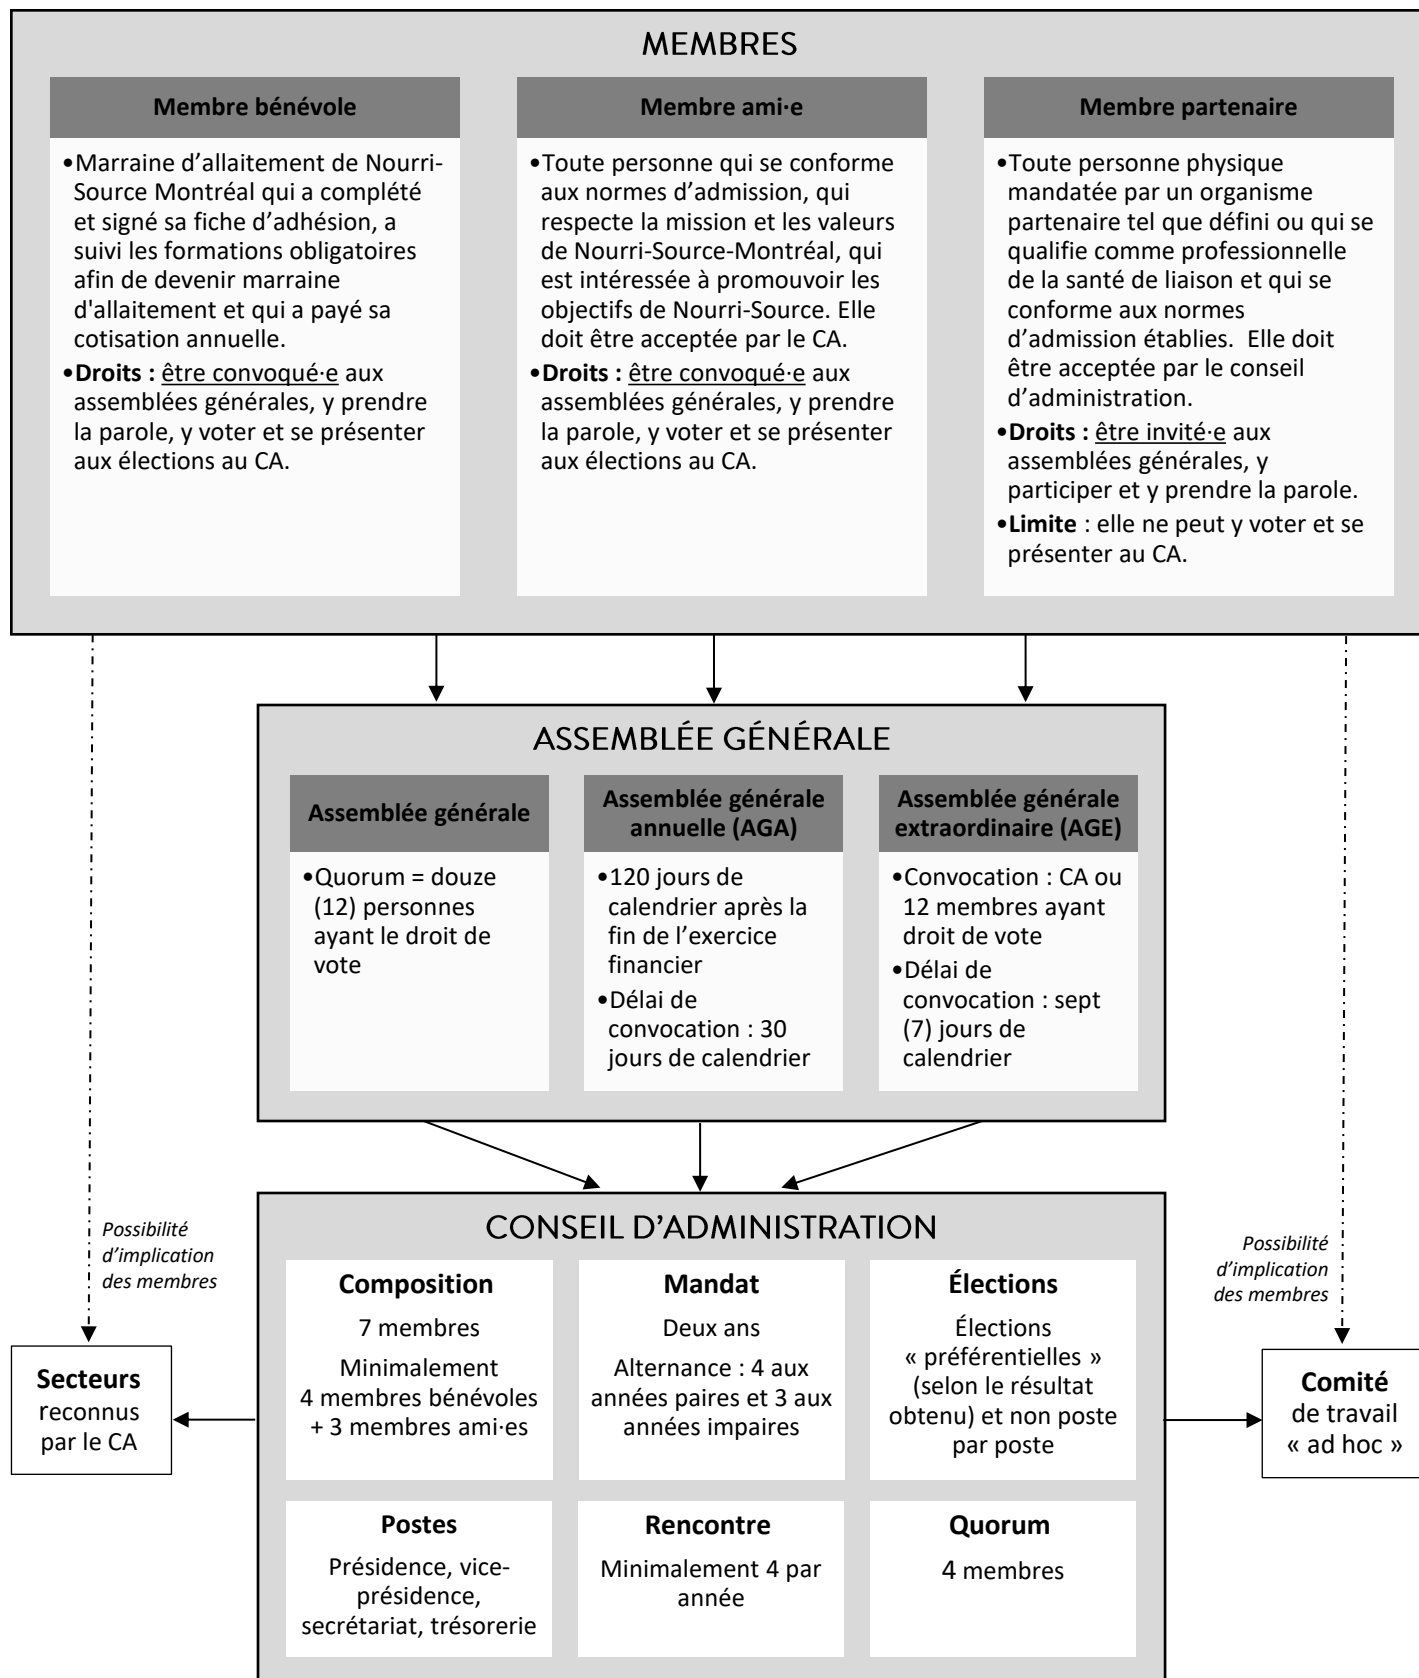 MEMBRES
Membre bénévole
•Marraine d’allaitement de Nourri-
Source Montréal qui a complété
et signé sa fiche d’adhésion, a
suivi les formations obligatoires
afin de devenir marraine
d'allaitement et qui a payé sa
cotisation annuelle.
•Droits : être convoqué·e aux
assemblées générales, y prendre
la parole, y voter et se présenter
aux élections au CA.
Membre ami·e
•Toute personne qui se conforme
aux normes d’admission, qui
respecte la mission et les valeurs
de Nourri-Source-Montréal, qui
est intéressée à promouvoir les
objectifs de Nourri-Source. Elle
doit être acceptée par le CA.
•Droits : être convoqué·e aux
assemblées générales, y prendre
la parole, y voter et se présenter
aux élections au CA.
Membre partenaire
•Toute personne physique
mandatée par un organisme
partenaire tel que défini ou qui se
qualifie comme professionnelle
de la santé de liaison et qui se
conforme aux normes
d’admission établies. Elle doit
être acceptée par le conseil
d’administration.
•Droits : être invité·e aux
assemblées générales, y
participer et y prendre la parole.
•Limite : elle ne peut y voter et se
présenter au CA.
ASSEMBLÉE GÉNÉRALE
Assemblée générale
•Quorum = douze
(12) personnes
ayant le droit de
vote
Assemblée générale
annuelle (AGA)
•120 jours de
calendrier après la
fin de l’exercice
financier
•Délai de
convocation : 30
jours de calendrier
Assemblée générale
extraordinaire (AGE)
•Convocation : CA ou
12 membres ayant
droit de vote
•Délai de
convocation : sept
(7) jours de
calendrier
Possibilité
d’implication
des membres
Secteurs
reconnus
par le CA
CONSEIL D’ADMINISTRATION
Composition
7 membres
Minimalement
4 membres bénévoles
+ 3 membres ami·es
Mandat
Deux ans
Alternance : 4 aux
années paires et 3 aux
années impaires
Élections
Élections
« préférentielles »
(selon le résultat
obtenu) et non poste
par poste
Postes
Présidence, vice-
présidence,
secrétariat, trésorerie
Rencontre
Minimalement 4 par
année
Quorum
4 membres
Possibilité
d’implication
des membres
Comité
de travail
« ad hoc »